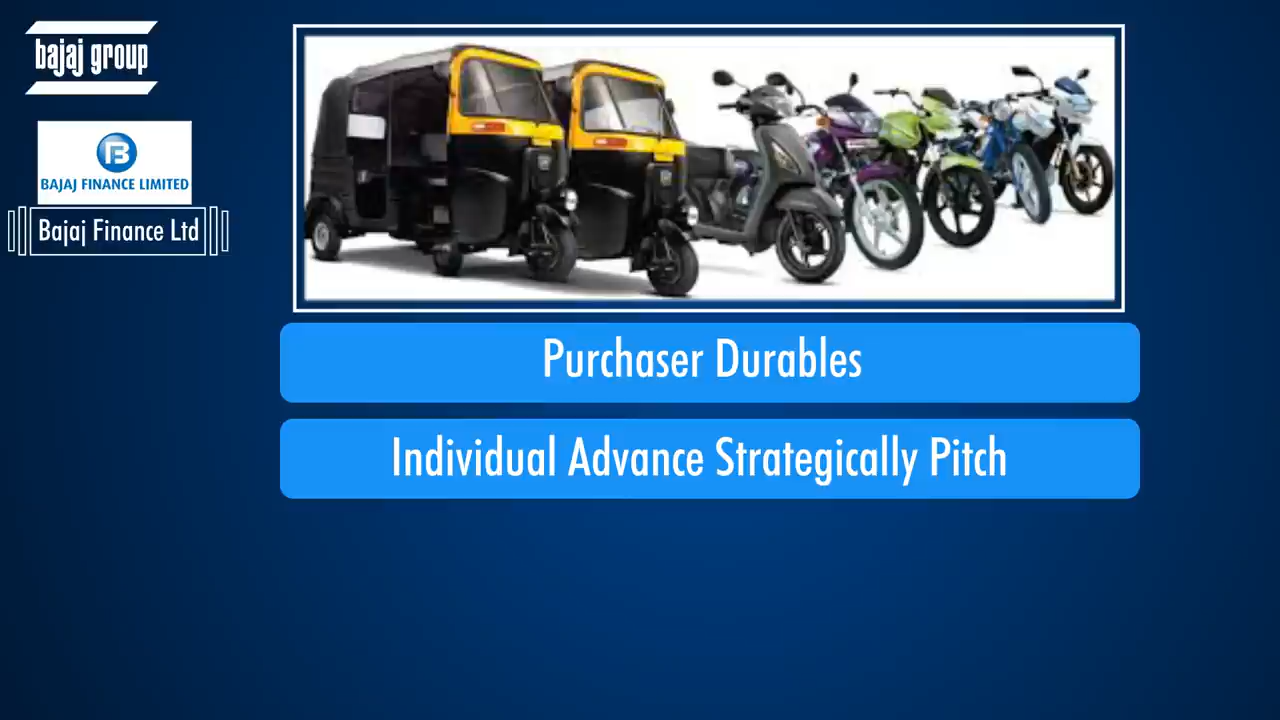 bajaj group
B
BAJAJ FINANCE LIMITED
Bajaj Finance Ltd
Purchaser Durables
Individual Advance Strategically Pitch